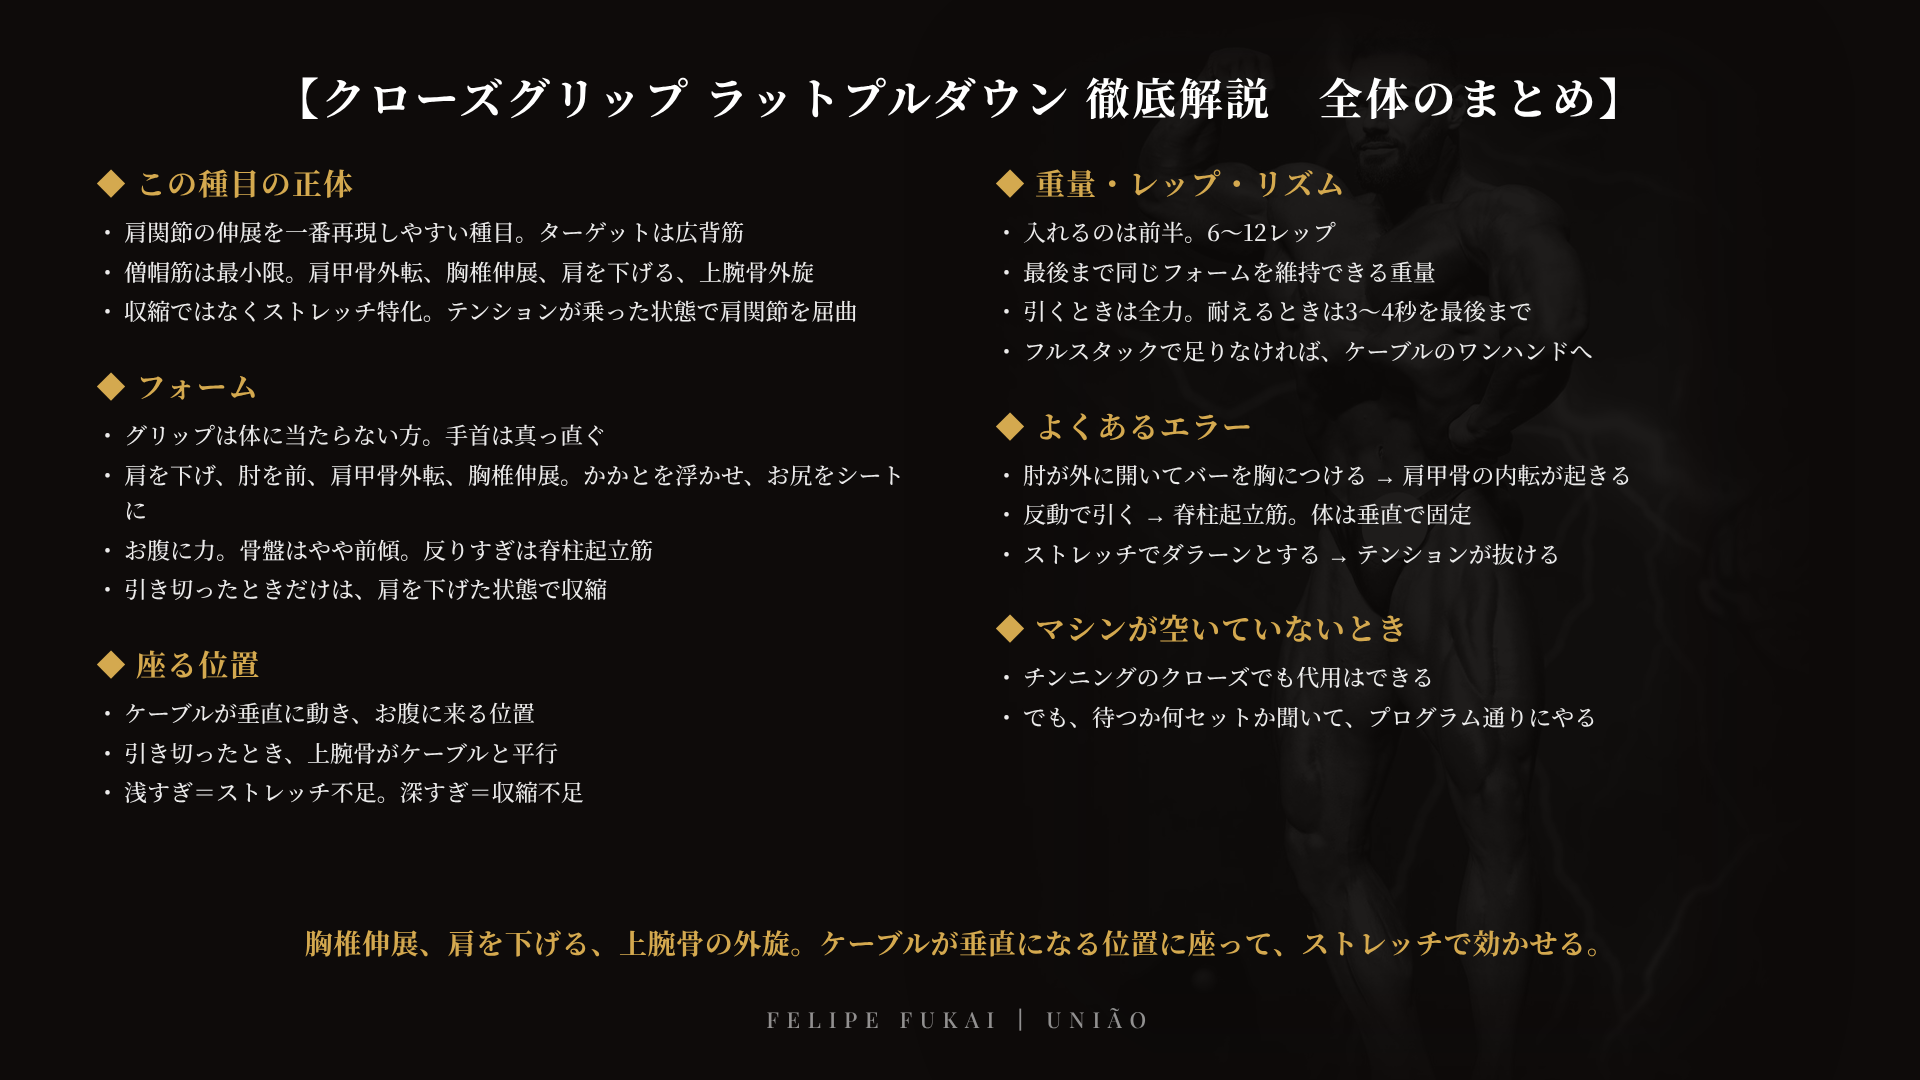 【クローズグリップ ラットプルダウン 徹底解説　全体のまとめ】
◆ この種目の正体
・ 肩関節の伸展を一番再現しやすい種目。ターゲットは広背筋
・ 僧帽筋は最小限。肩甲骨外転、胸椎伸展、肩を下げる、上腕骨外旋
・ 収縮ではなくストレッチ特化。テンションが乗った状態で肩関節を屈曲
◆ フォーム
・ グリップは体に当たらない方。手首は真っ直ぐ
・ 肩を下げ、肘を前、肩甲骨外転、胸椎伸展。かかとを浮かせ、お尻をシート
に
・ お腹に力。骨盤はやや前傾。反りすぎは脊柱起立筋
・ 引き切ったときだけは、肩を下げた状態で収縮
◆ 座る位置
・ ケーブルが垂直に動き、お腹に来る位置
・ 引き切ったとき、上腕骨がケーブルと平行
・ 浅すぎ＝ストレッチ不足。深すぎ＝収縮不足
◆ 重量・レップ・リズム
・ 入れるのは前半。6〜12レップ
・ 最後まで同じフォームを維持できる重量
・ 引くときは全力。耐えるときは3〜4秒を最後まで
・ フルスタックで足りなければ、ケーブルのワンハンドへ
◆ よくあるエラー
・ 肘が外に開いてバーを胸につける → 肩甲骨の内転が起きる
・ 反動で引く → 脊柱起立筋。体は垂直で固定
・ ストレッチでダラーンとする → テンションが抜ける
◆ マシンが空いていないとき
・ チンニングのクローズでも代用はできる
・ でも、待つか何セットか聞いて、プログラム通りにやる
胸椎伸展、肩を下げる、上腕骨の外旋。ケーブルが垂直になる位置に座って、ストレッチで効かせる。
FELIPE FUKAI | UNIÃO